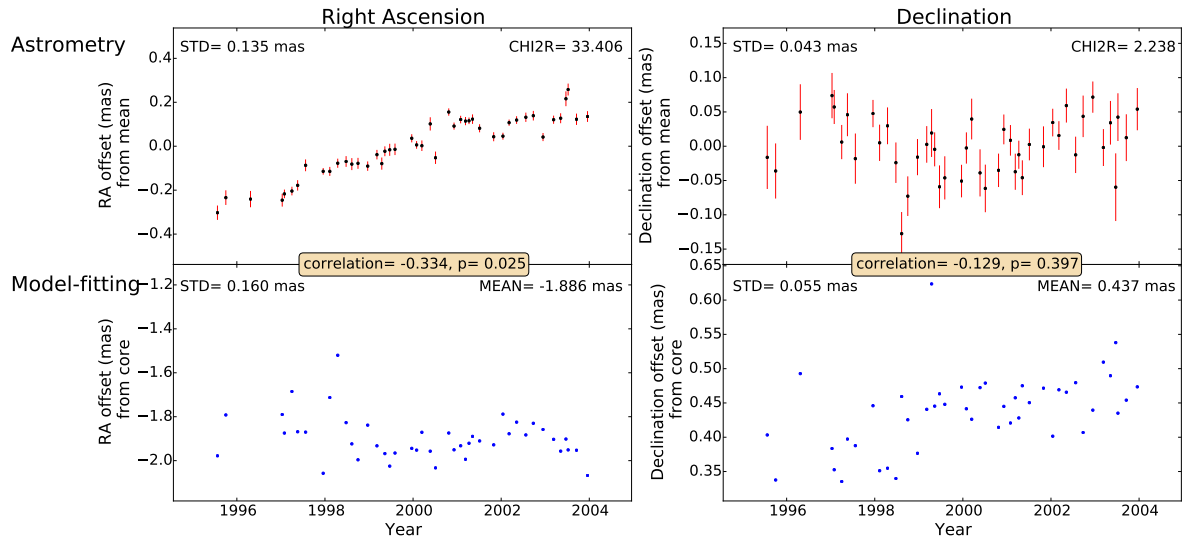 Right Ascension
Declination
Astrometry
STD= 0.135 mas
CHI2R= 33.406
RA offset (mas)
from mean
0.4
0.2
0.0
−0.2
−0.4
STD= 0.043 mas
CHI2R= 2.238
Declination offset (mas)
from mean
0.15
0.10
0.05
0.00
−0.05
−0.10
−0.15
correlation= -0.334, p= 0.025
correlation= -0.129, p= 0.397
Model-fitting
STD= 0.160 mas
MEAN= -1.886 mas
RA offset (mas)
from core
−1.2
−1.4
−1.6
−1.8
−2.0
1996 1998 2000 2002 2004
Year
STD= 0.055 mas
MEAN= 0.437 mas
Declination offset (mas)
from core
0.65
0.60
0.55
0.50
0.45
0.40
0.35
1996 1998 2000 2002 2004
Year